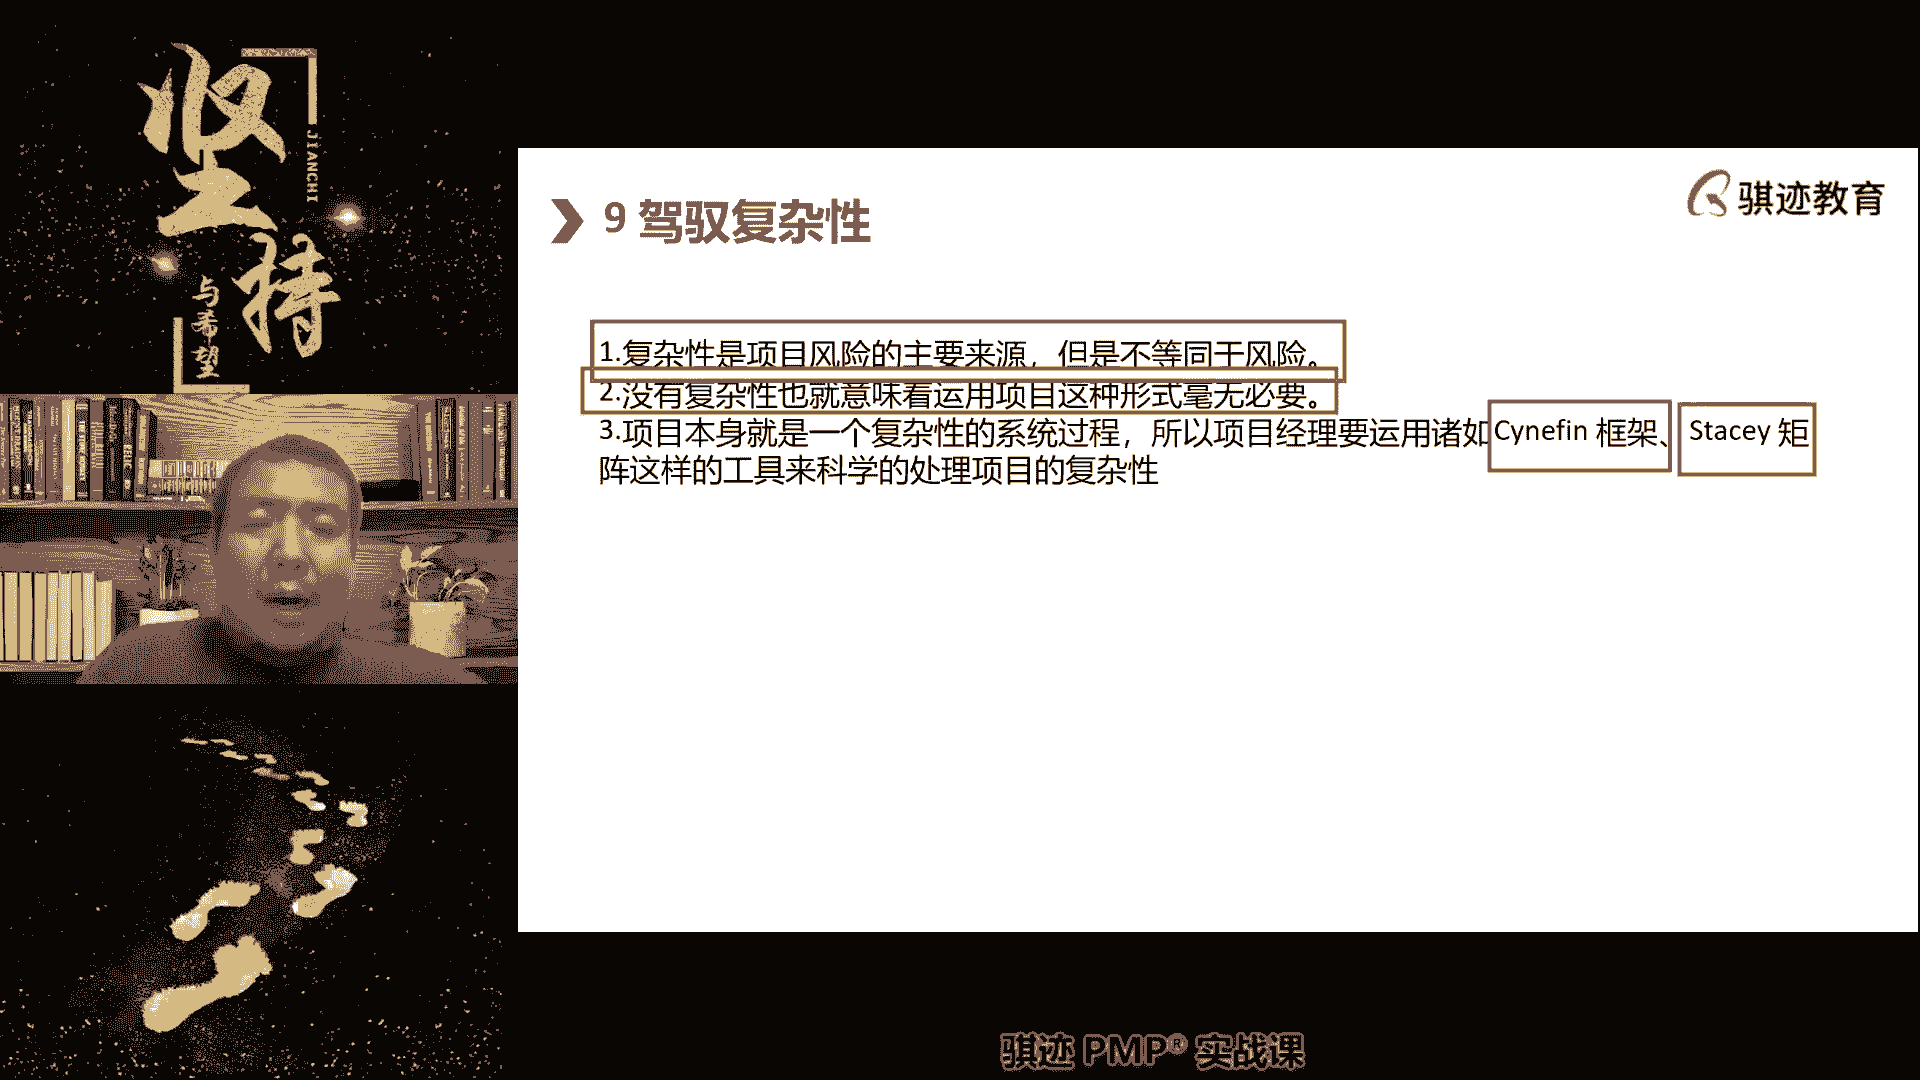 坚持
JIANCHI
与希望
骐迹教育
9 驾驭复杂性
1.复杂性是项目风险的主要来源，但是不等同于风险。
2.没有复杂性也就意味着运用项目这种形式毫无必要。
3.项目本身就是一个复杂性的系统过程，所以项目经理要运用诸如Cynefin 框架、Stacey 矩
阵这样的工具来科学的处理项目的复杂性
骐迹 PMP® 实战课